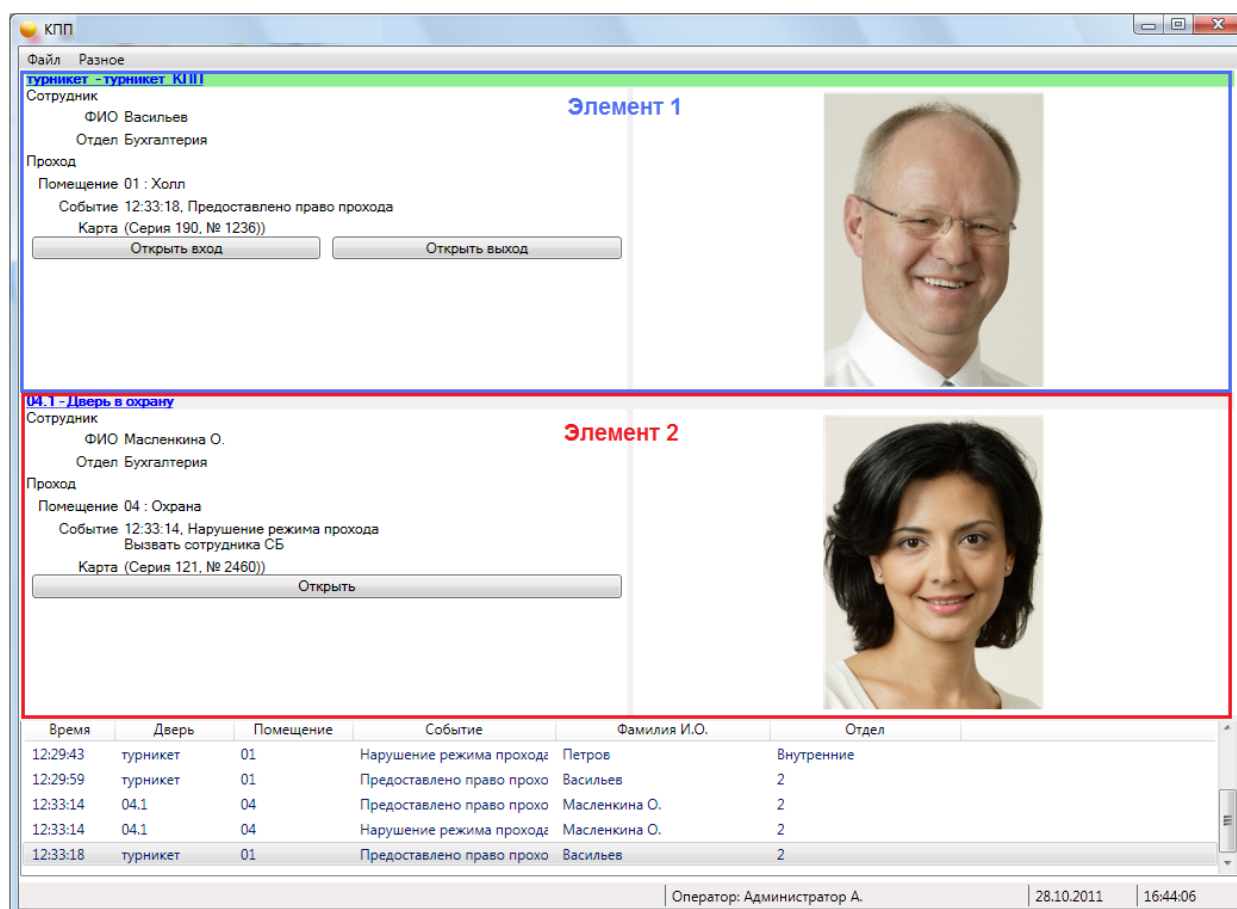 КПП
Файл Разное
турникет - турникет КПП
Сотрудник
Элемент 1
ФИО Васильев
Отдел Бухгалтерия
Проход
Помещение 01 : Холл
Событие 12:33:18, Предоставлено право прохода
Карта (Серия 190, № 1236))
Открыть вход Открыть выход
04.1 - Дверь в охрану
Сотрудник
Элемент 2
ФИО Масленкина О.
Отдел Бухгалтерия
Проход
Помещение 04 : Охрана
Событие 12:33:14, Нарушение режима прохода
Вызвать сотрудника СБ
Карта (Серия 121, № 2460))
Открыть
Время Дверь Помещение Событие Фамилия И.О. Отдел
12:29:43 турникет 01 Нарушение режима прохода Петров Внутренние
12:29:59 турникет 01 Предоставлено право прохо Васильев 2
12:33:14 04.1 04 Предоставлено право прохо Масленкина О. 2
12:33:14 04.1 04 Нарушение режима прохода Масленкина О. 2
12:33:18 турникет 01 Предоставлено право прохо Васильев 2
Оператор: Администратор А. 28.10.2011 16:44:06